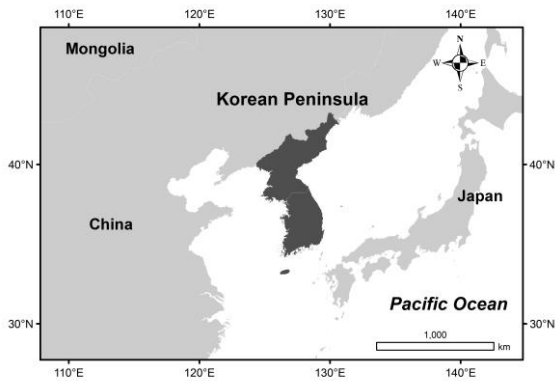 110°E 120°E 130°E 140°E
Mongolia
N
W E
S
Korean Peninsula
40°N 40°N
China
Japan
Pacific Ocean
30°N 30°N
1,000
km
110°E 120°E 130°E 140°E